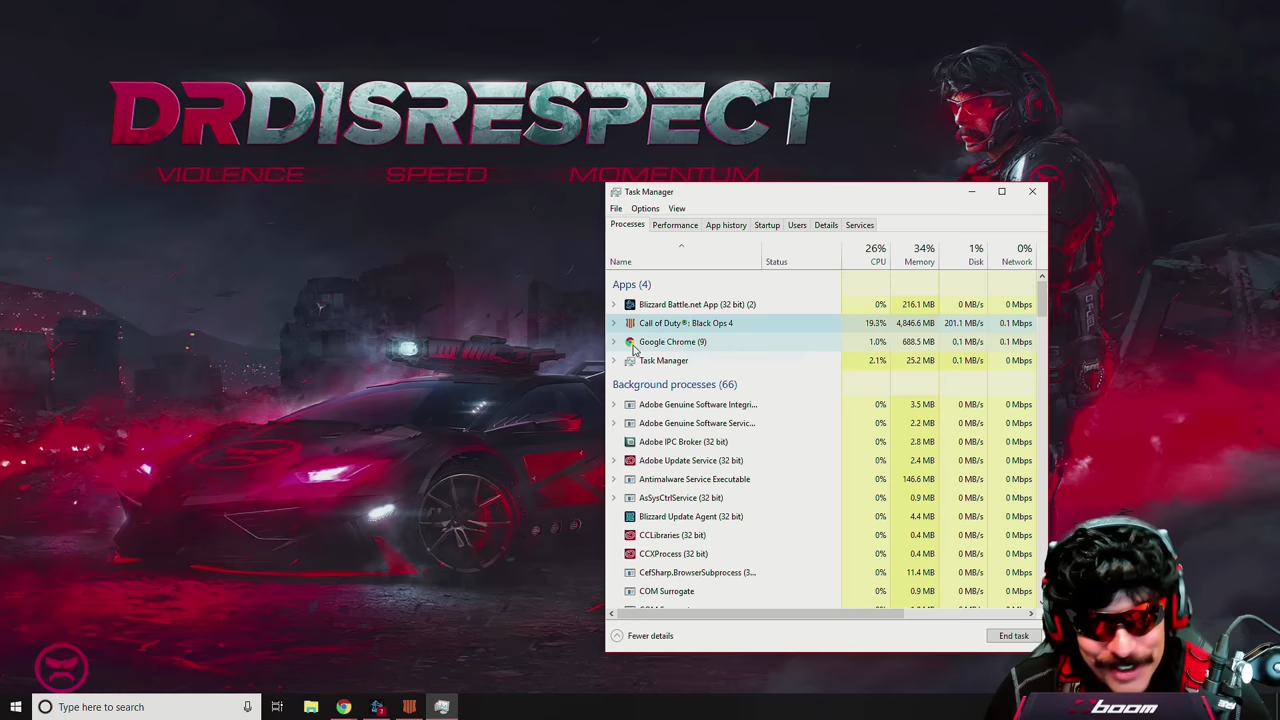 DRDISRESPECT
VIOLENCE SPEED MOMENTUM
Task Manager
File Options View
Processes Performance App history Startup Users Details Services
26% 34% 1% 0%
Name Status CPU Memory Disk Network
Apps (4)
Blizzard Battle.net App (32 bit) (2) 0% 216.1 MB 0 MB/s 0 Mbps
Call of Duty®: Black Ops 4 19.3% 4,846.6 MB 201.1 MB/s 0.1 Mbps
Google Chrome (9) 1.0% 688.5 MB 0.1 MB/s 0.1 Mbps
Task Manager 2.1% 25.2 MB 0.1 MB/s 0 Mbps
Background processes (66)
Adobe Genuine Software Integri... 0% 3.5 MB 0 MB/s 0 Mbps
Adobe Genuine Software Servic... 0% 2.2 MB 0 MB/s 0 Mbps
Adobe IPC Broker (32 bit) 0% 2.8 MB 0 MB/s 0 Mbps
Adobe Update Service (32 bit) 0% 2.4 MB 0 MB/s 0 Mbps
Antimalware Service Executable 0% 146.6 MB 0 MB/s 0 Mbps
AsSysCtrlService (32 bit) 0% 0.9 MB 0 MB/s 0 Mbps
Blizzard Update Agent (32 bit) 0% 4.4 MB 0 MB/s 0 Mbps
CCLibraries (32 bit) 0% 0.4 MB 0 MB/s 0 Mbps
CCXProcess (32 bit) 0% 0.4 MB 0 MB/s 0 Mbps
CefSharp.BrowserSubprocess (3... 0% 11.4 MB 0 MB/s 0 Mbps
COM Surrogate 0% 0.9 MB 0 MB/s 0 Mbps
Fewer details End task
Type here to search
boom